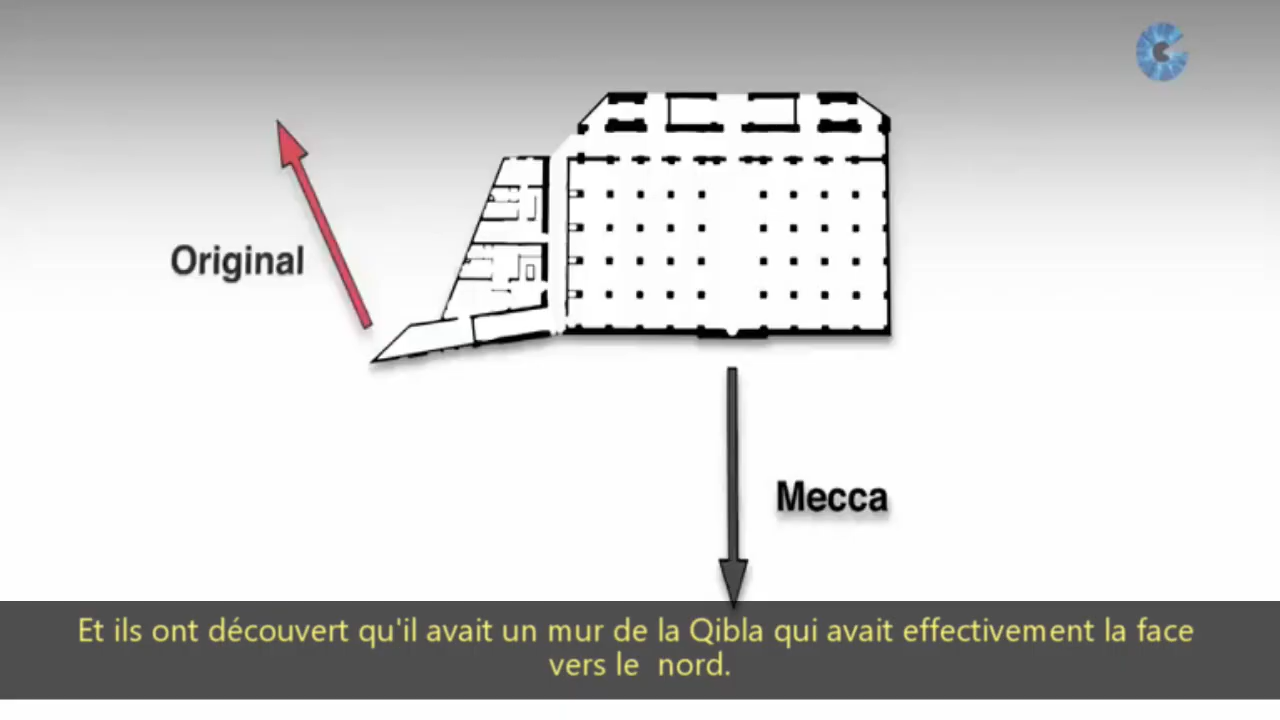 Original
Mecca
Et ils ont découvert qu'il avait un mur de la Qibla qui avait effectivement la face
vers le  nord.